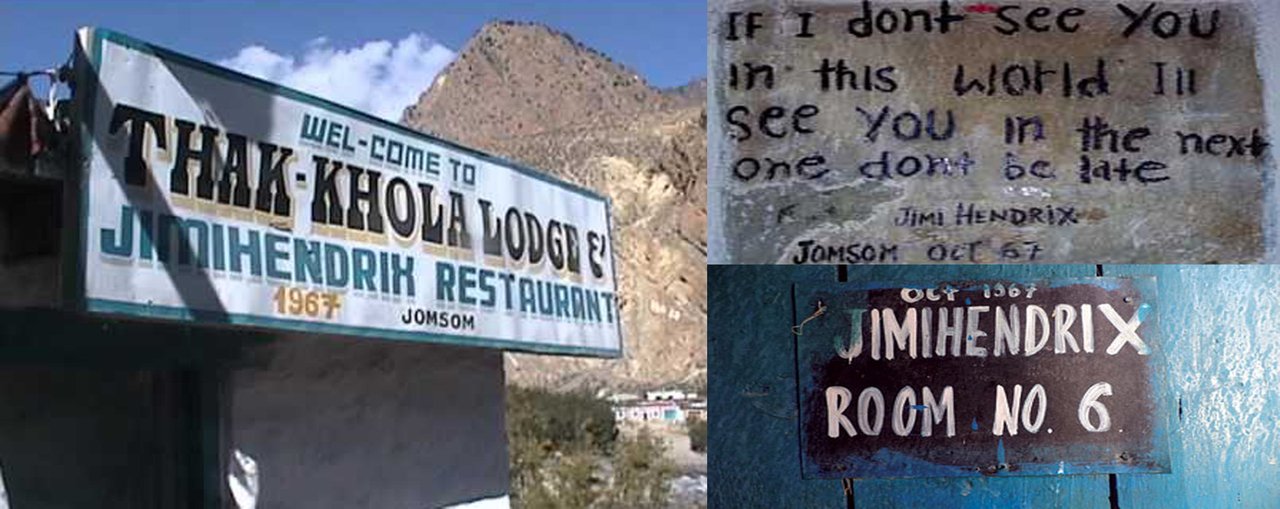 WEL-COME TO
THAK-KHOLA LODGE &
JIMIHENDRIX RESTAURANT
1967
JOMSOM
IF I dont see You
in this World Ill
see You in the next
one dont be late
JIMI HENDRIX
JOMSOM OCT 67
OCT 1967
JIMIHENDRIX
ROOM NO. 6